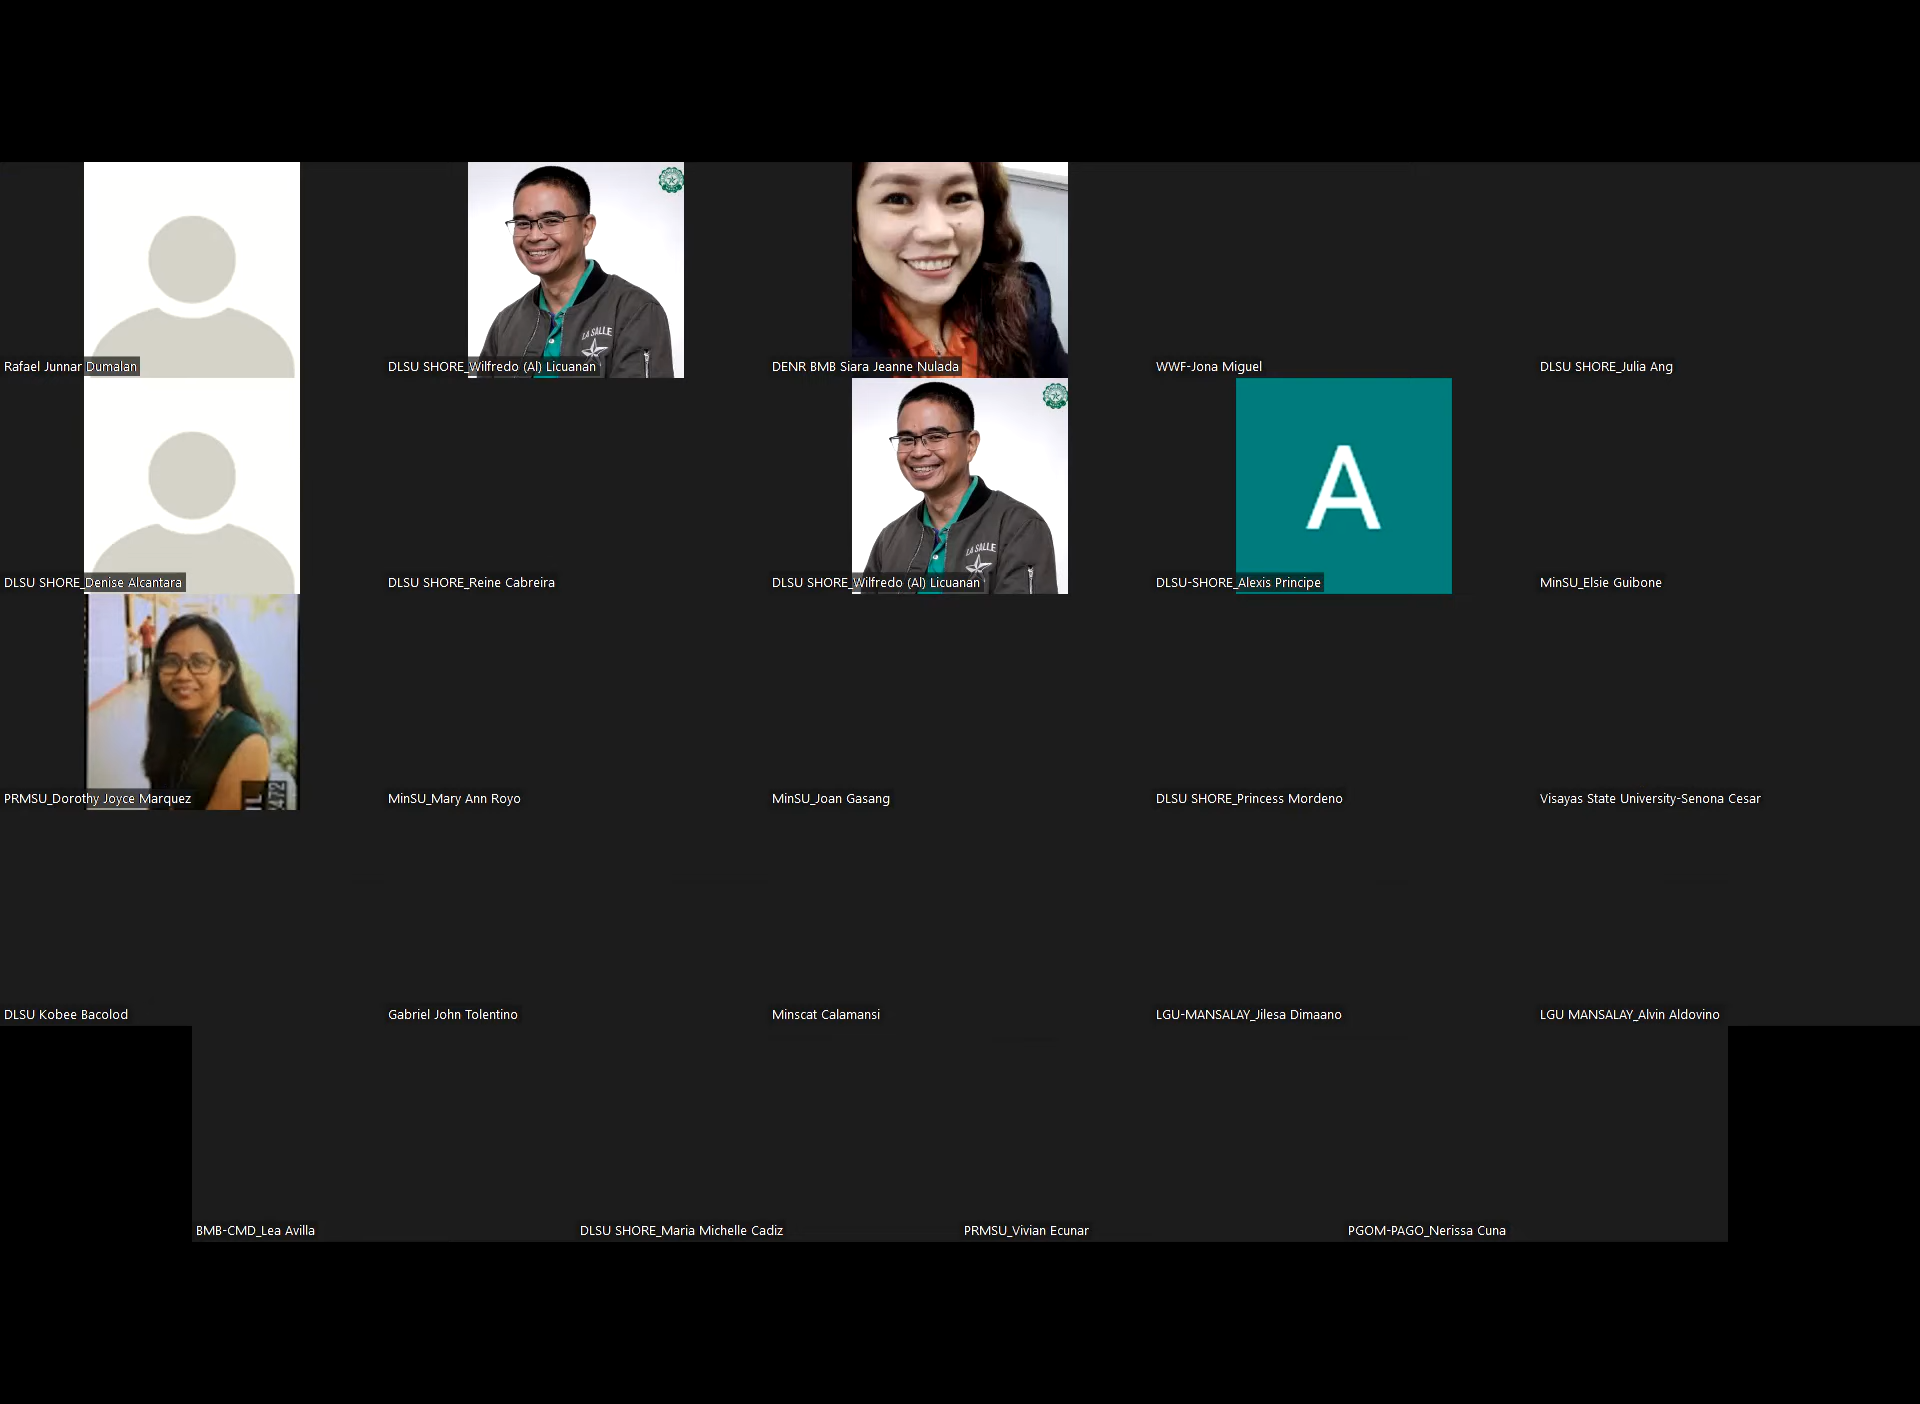 LA SALLE
Rafael Junnar Dumalan
DLSU SHORE_Wilfredo (Al) Licuanan
DENR BMB Siara Jeanne Nulada
WWF-Jona Miguel
DLSU SHORE_Julia Ang
LA SALLE
A
DLSU SHORE_Denise Alcantara
DLSU SHORE_Reine Cabreira
DLSU SHORE_Wilfredo (Al) Licuanan
DLSU-SHORE_Alexis Principe
MinSU_Elsie Guibone
PRMSU_Dorothy Joyce Marquez
MinSU_Mary Ann Royo
MinSU_Joan Gasang
DLSU SHORE_Princess Mordeno
Visayas State University-Senona Cesar
DLSU Kobee Bacolod
Gabriel John Tolentino
Minscat Calamansi
LGU-MANSALAY_Jilesa Dimaano
LGU MANSALAY_Alvin Aldovino
BMB-CMD_Lea Avilla
DLSU SHORE_Maria Michelle Cadiz
PRMSU_Vivian Ecunar
PGOM-PAGO_Nerissa Cuna